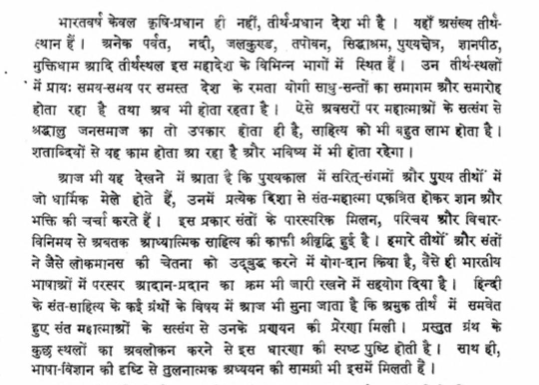 भारतवर्ष केवल कृषि-प्रधान ही नहीं, तीर्थ-प्रधान देश भी है । यहाँ असंख्य तीर्थ-
स्थान हैं । अनेक पर्वत, नदी, जलकुण्ड, तपोवन, सिद्धाश्रम, पुण्यक्षेत्र, ज्ञानपीठ,
मुक्तिधाम आदि तीर्थस्थल इस महादेश के विभिन्न भागों में स्थित हैं । उन तीर्थ-स्थलों
में प्रायः समय-समय पर समस्त देश के रमता योगी साधु-सन्तों का समागम और समारोह
होता रहा है तथा अब भी होता रहता है । ऐसे अवसरों पर महात्माओं के सत्संग से
श्रद्धालु जनसमाज का तो उपकार होता ही है, साहित्य को भी बहुत लाभ होता है ।
शताब्दियों से यह काम होता आ रहा है और भविष्य में भी होता रहेगा ।
आज भी यह देखने में आता है कि पुण्यकाल में सरित्-संगमों और पुण्य तीर्थों में
जो धार्मिक मेले होते हैं, उनमें प्रत्येक दिशा से संत-महात्मा एकत्रित होकर ज्ञान और
भक्ति की चर्चा करते हैं । इस प्रकार संतों के पारस्परिक मिलन, परिचय और विचार-
विनिमय से अबतक आध्यात्मिक साहित्य की काफी श्रीवृद्धि हुई है । हमारे तीर्थों और संतों
ने जैसे लोकमानस की चेतना को उद्बुद्ध करने में योग-दान किया है, वैसे ही भारतीय
भाषाओं में परस्पर आदान-प्रदान का क्रम भी जारी रखने में सहयोग दिया है । हिन्दी
के संत-साहित्य के कई ग्रंथों के विषय में आज भी सुना जाता है कि अमुक तीर्थ में समवेत
हुए संत महात्माओं के सत्संग से उनके प्रणयन की प्रेरणा मिली । प्रस्तुत ग्रंथ के
कुछ स्थलों का अवलोकन करने से इस धारणा की स्पष्ट पुष्टि होती है । साथ ही,
भाषा-विज्ञान की दृष्टि से तुलनात्मक अध्ययन की सामग्री भी इसमें मिलती है ।